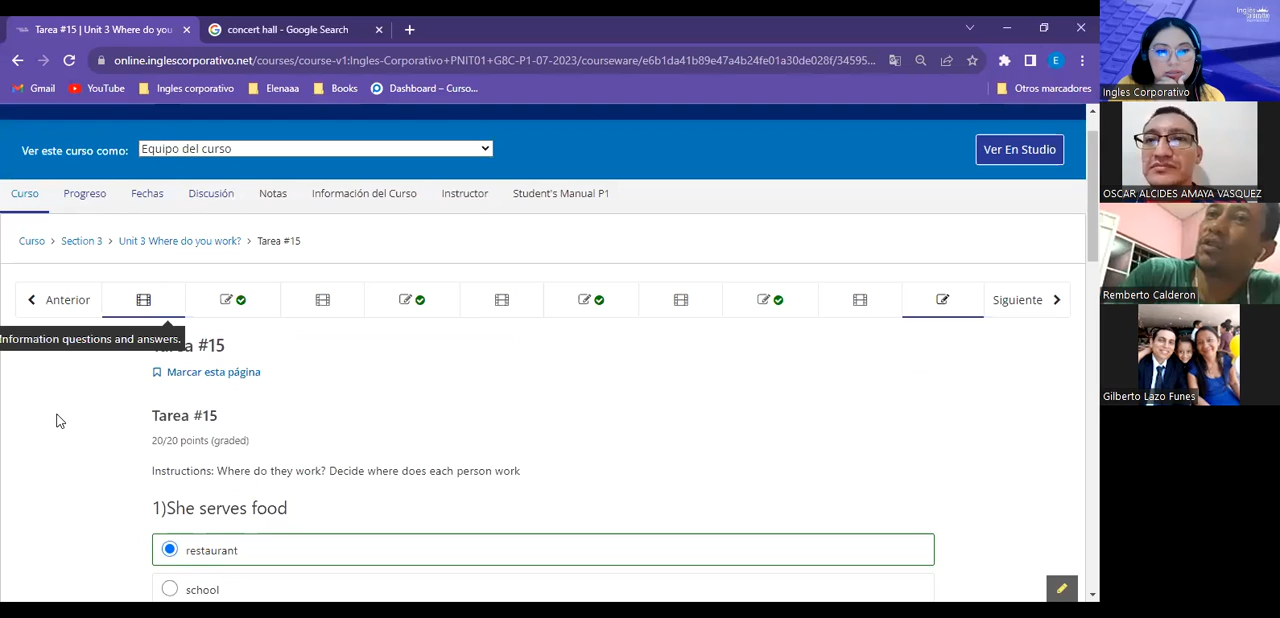 Tarea #15 | Unit 3 Where do you
concert hall - Google Search
online.inglescorporativo.net/courses/course-v1:Ingles-Corporativo+PNIT01+G8C-P1-07-2023/courseware/e6b1da41b89e47a4b24fe01a30de028f/34595...
Gmail
YouTube
Ingles corporativo
Elenaaa
Books
Dashboard – Curso...
Otros marcadores
E
Ver este curso como:
Equipo del curso
Ver En Studio
Curso
Progreso
Fechas
Discusión
Notas
Información del Curso
Instructor
Student's Manual P1
Curso > Section 3 > Unit 3 Where do you work? > Tarea #15
Anterior
Siguiente
Information questions and answers.
Tarea #15
Marcar esta página
Tarea #15
20/20 points (graded)
Instructions: Where do they work? Decide where does each person work
1)She serves food
restaurant
school
Ingles Corporativo
OSCAR ALCIDES AMAYA VASQUEZ
Remberto Calderon
Gilberto Lazo Funes